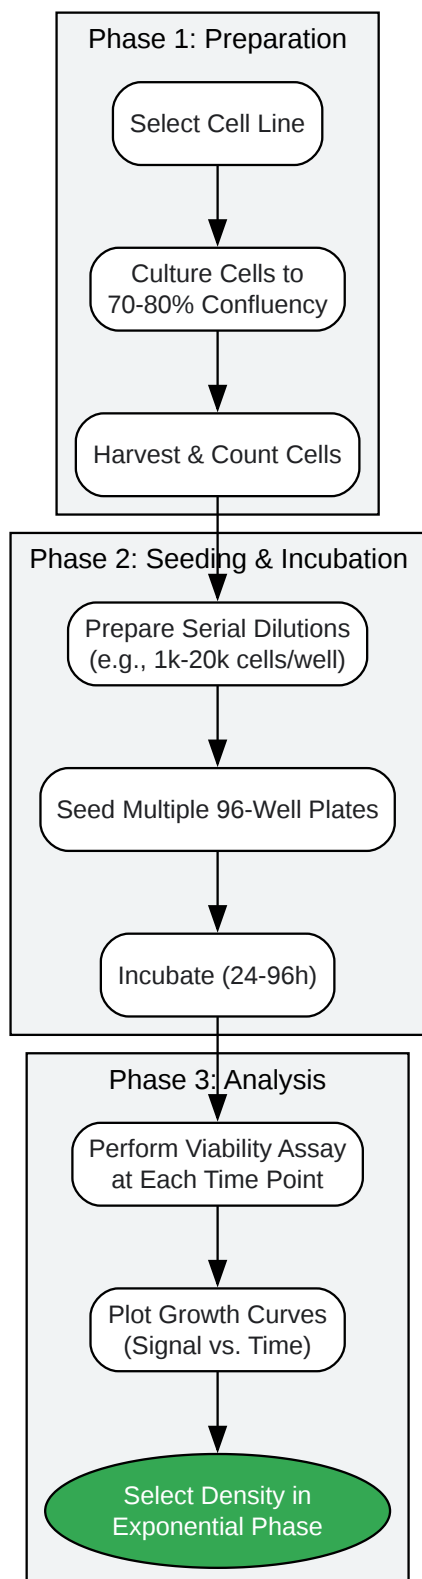 Phase 1: Preparation
Select Cell Line
Culture Cells to
70-80% Confluency
Harvest & Count Cells
Phase 2: Seeding & Incubation
Prepare Serial Dilutions
(e.g., 1k-20k cells/well)
Seed Multiple 96-Well Plates
Incubate (24-96h)
Phase 3: Analysis
Perform Viability Assay
at Each Time Point
Plot Growth Curves
(Signal vs. Time)
Select Density in
Exponential Phase